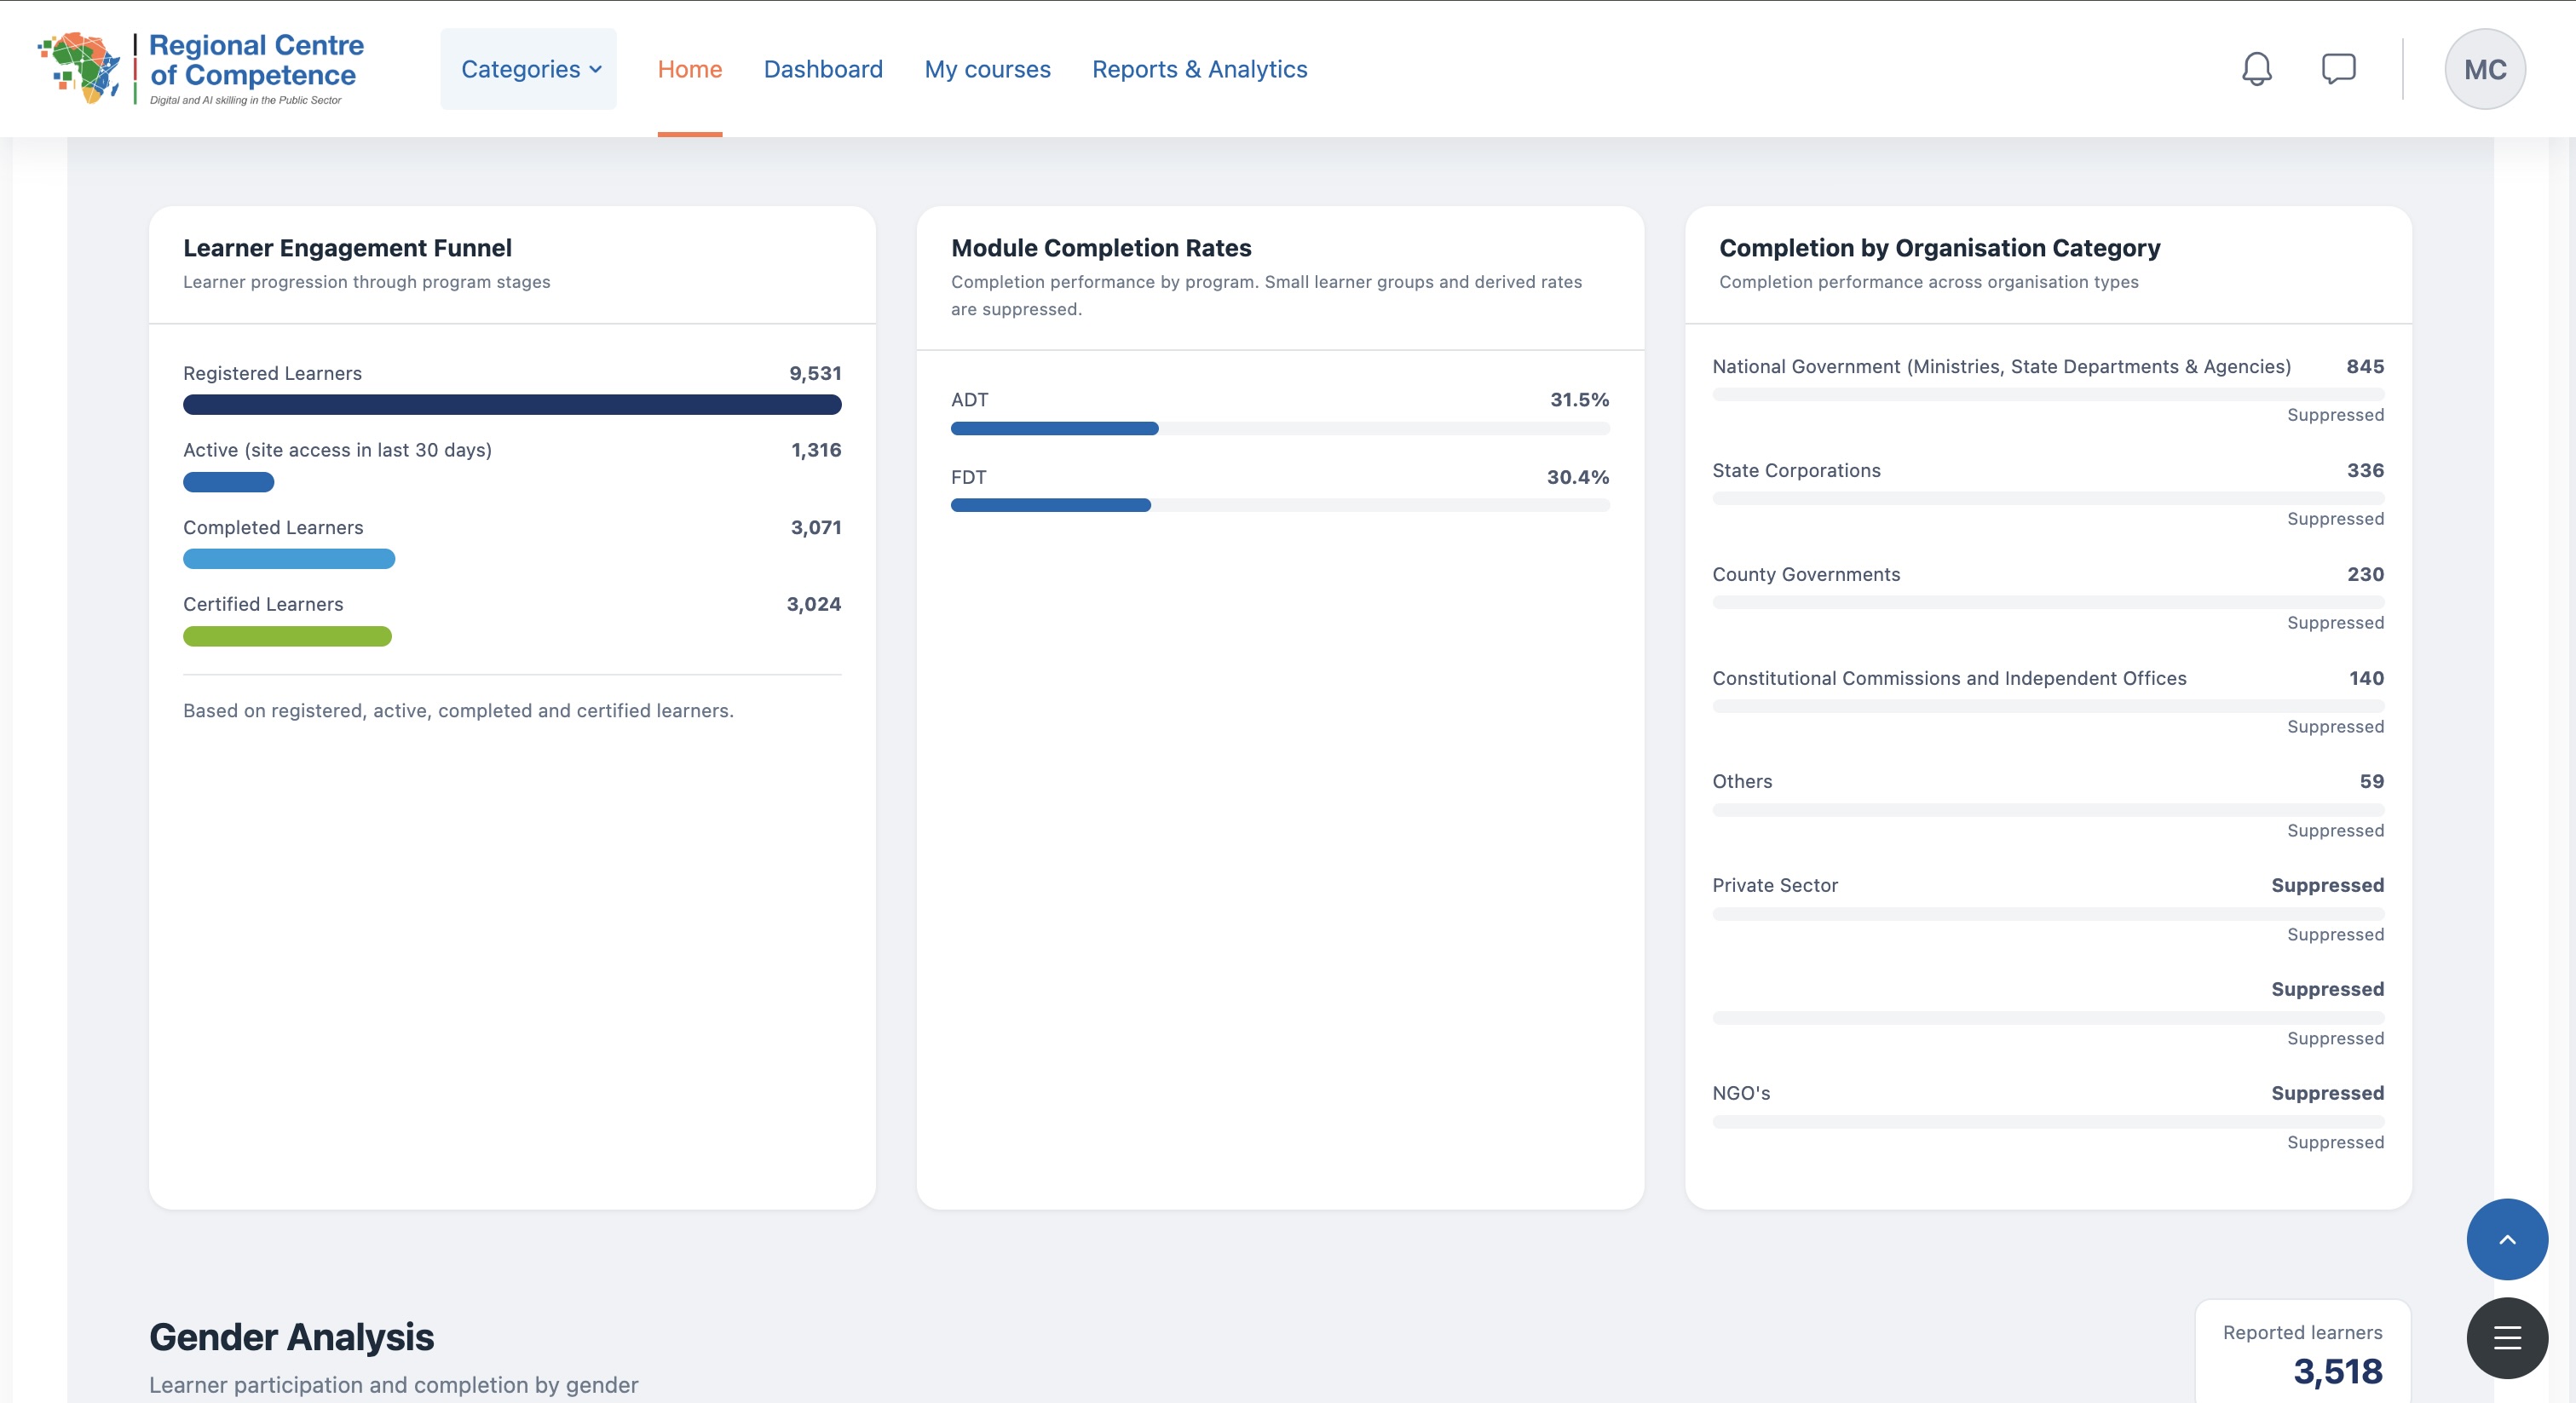 Regional Centre
of Competence
Digital and AI skilling in the Public Sector
Categories
Home
Dashboard
My courses
Reports & Analytics
MC
Learner Engagement Funnel
Learner progression through program stages
Registered Learners 9,531
Active (site access in last 30 days) 1,316
Completed Learners 3,071
Certified Learners 3,024
Based on registered, active, completed and certified learners.
Module Completion Rates
Completion performance by program. Small learner groups and derived rates
are suppressed.
ADT 31.5%
FDT 30.4%
Completion by Organisation Category
Completion performance across organisation types
National Government (Ministries, State Departments & Agencies) 845
Suppressed
State Corporations 336
Suppressed
County Governments 230
Suppressed
Constitutional Commissions and Independent Offices 140
Suppressed
Others 59
Suppressed
Private Sector Suppressed
Suppressed
Suppressed
Suppressed
NGO's Suppressed
Suppressed
Gender Analysis
Learner participation and completion by gender
Reported learners
3,518